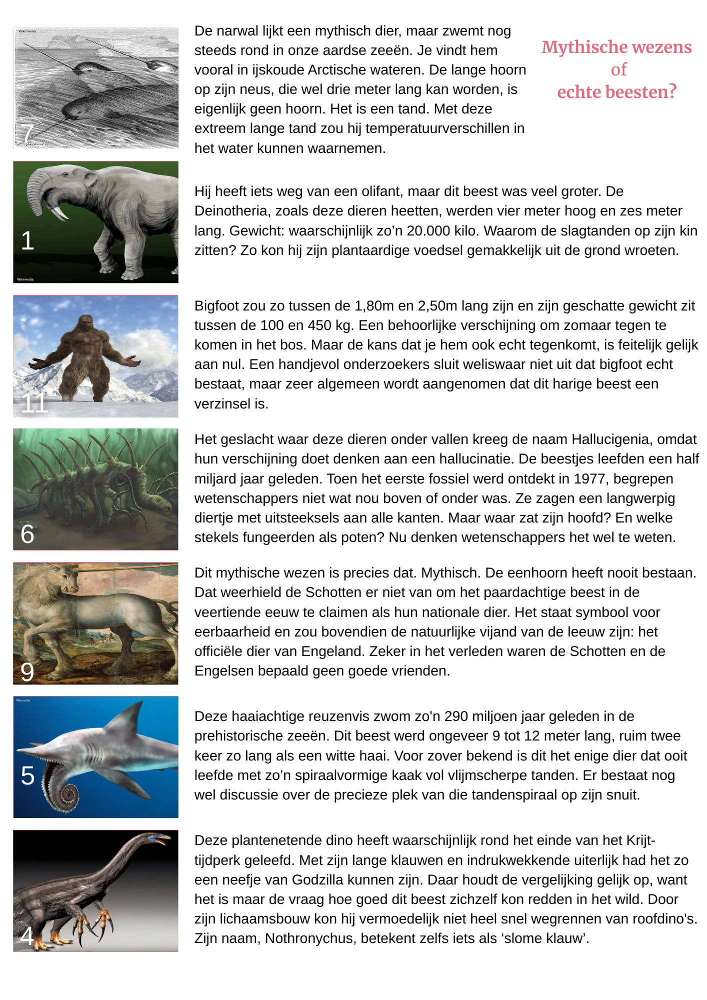 Mythische wezens
of
echte beesten?
Wikimedia
7
De narwal lijkt een mythisch dier, maar zwemt nog
steeds rond in onze aardse zeeën. Je vindt hem
vooral in ijskoude Arctische wateren. De lange hoorn
op zijn neus, die wel drie meter lang kan worden, is
eigenlijk geen hoorn. Het is een tand. Met deze
extreem lange tand zou hij temperatuurverschillen in
het water kunnen waarnemen.
1
Wikimedia
Hij heeft iets weg van een olifant, maar dit beest was veel groter. De
Deinotheria, zoals deze dieren heetten, werden vier meter hoog en zes meter
lang. Gewicht: waarschijnlijk zo’n 20.000 kilo. Waarom de slagtanden op zijn kin
zitten? Zo kon hij zijn plantaardige voedsel gemakkelijk uit de grond wroeten.
11
Bigfoot zou zo tussen de 1,80m en 2,50m lang zijn en zijn geschatte gewicht zit
tussen de 100 en 450 kg. Een behoorlijke verschijning om zomaar tegen te
komen in het bos. Maar de kans dat je hem ook echt tegenkomt, is feitelijk gelijk
aan nul. Een handjevol onderzoekers sluit weliswaar niet uit dat bigfoot echt
bestaat, maar zeer algemeen wordt aangenomen dat dit harige beest een
verzinsel is.
6
Het geslacht waar deze dieren onder vallen kreeg de naam Hallucigenia, omdat
hun verschijning doet denken aan een hallucinatie. De beestjes leefden een half
miljard jaar geleden. Toen het eerste fossiel werd ontdekt in 1977, begrepen
wetenschappers niet wat nou boven of onder was. Ze zagen een langwerpig
diertje met uitsteeksels aan alle kanten. Maar waar zat zijn hoofd? En welke
stekels fungeerden als poten? Nu denken wetenschappers het wel te weten.
9
Dit mythische wezen is precies dat. Mythisch. De eenhoorn heeft nooit bestaan.
Dat weerhield de Schotten er niet van om het paardachtige beest in de
veertiende eeuw te claimen als hun nationale dier. Het staat symbool voor
eerbaarheid en zou bovendien de natuurlijke vijand van de leeuw zijn: het
officiële dier van Engeland. Zeker in het verleden waren de Schotten en de
Engelsen bepaald geen goede vrienden.
Wikimedia
5
Deze haaiachtige reuzenvis zwom zo'n 290 miljoen jaar geleden in de
prehistorische zeeën. Dit beest werd ongeveer 9 tot 12 meter lang, ruim twee
keer zo lang als een witte haai. Voor zover bekend is dit het enige dier dat ooit
leefde met zo’n spiraalvormige kaak vol vlijmscherpe tanden. Er bestaat nog
wel discussie over de precieze plek van die tandenspiraal op zijn snuit.
4
Deze plantenetende dino heeft waarschijnlijk rond het einde van het Krijt-
tijdperk geleefd. Met zijn lange klauwen en indrukwekkende uiterlijk had het zo
een neefje van Godzilla kunnen zijn. Daar houdt de vergelijking gelijk op, want
het is maar de vraag hoe goed dit beest zichzelf kon redden in het wild. Door
zijn lichaamsbouw kon hij vermoedelijk niet heel snel wegrennen van roofdino's.
Zijn naam, Nothronychus, betekent zelfs iets als ‘slome klauw’.